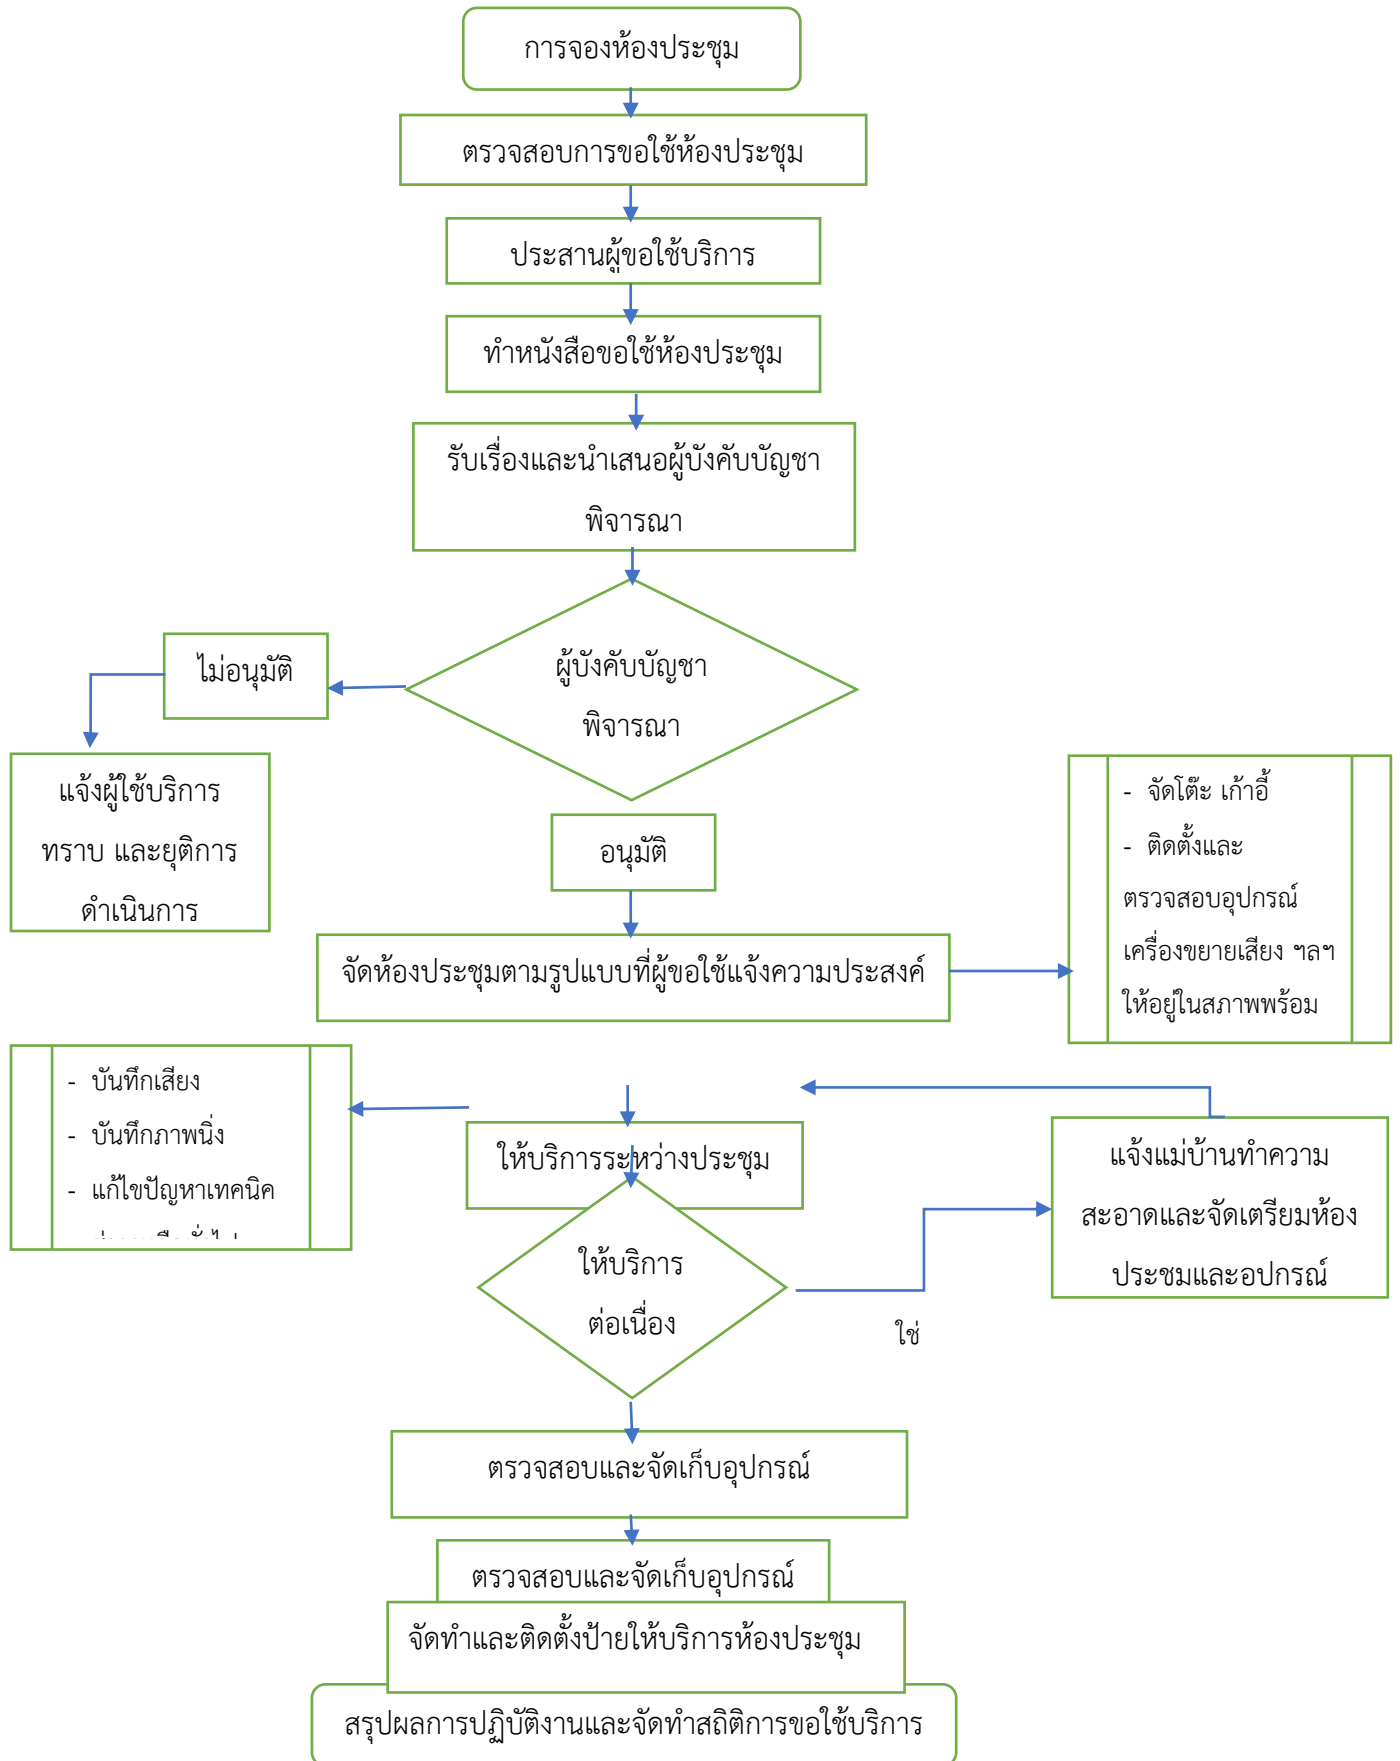 การจองห้องประชุม
ตรวจสอบการขอใช้ห้องประชุม
ประสานผู้ขอใช้บริการ
ทำหนังสือขอใช้ห้องประชุม
รับเรื่องและนำเสนอผู้บังคับบัญชา
พิจารณา
ผู้บังคับบัญชา
พิจารณา
ไม่อนุมัติ
แจ้งผู้ใช้บริการ
ทราบ และยุติการ
ดำเนินการ
อนุมัติ
จัดห้องประชุมตามรูปแบบที่ผู้ขอใช้แจ้งความประสงค์
- จัดโต๊ะ เก้าอี้
- ติดตั้งและ
ตรวจสอบอุปกรณ์
เครื่องขยายเสียง ฯลฯ
ให้อยู่ในสภาพพร้อม
- บันทึกเสียง
- บันทึกภาพนิ่ง
- แก้ไขปัญหาเทคนิค
ให้บริการระหว่างประชุม
ให้บริการ
ต่อเนื่อง
ใช่
แจ้งแม่บ้านทำความ
สะอาดและจัดเตรียมห้อง
ประชุมและอุปกรณ์
ตรวจสอบและจัดเก็บอุปกรณ์
ตรวจสอบและจัดเก็บอุปกรณ์
จัดทำและติดตั้งป้ายให้บริการห้องประชุม
สรุปผลการปฏิบัติงานและจัดทำสถิติการขอใช้บริการ